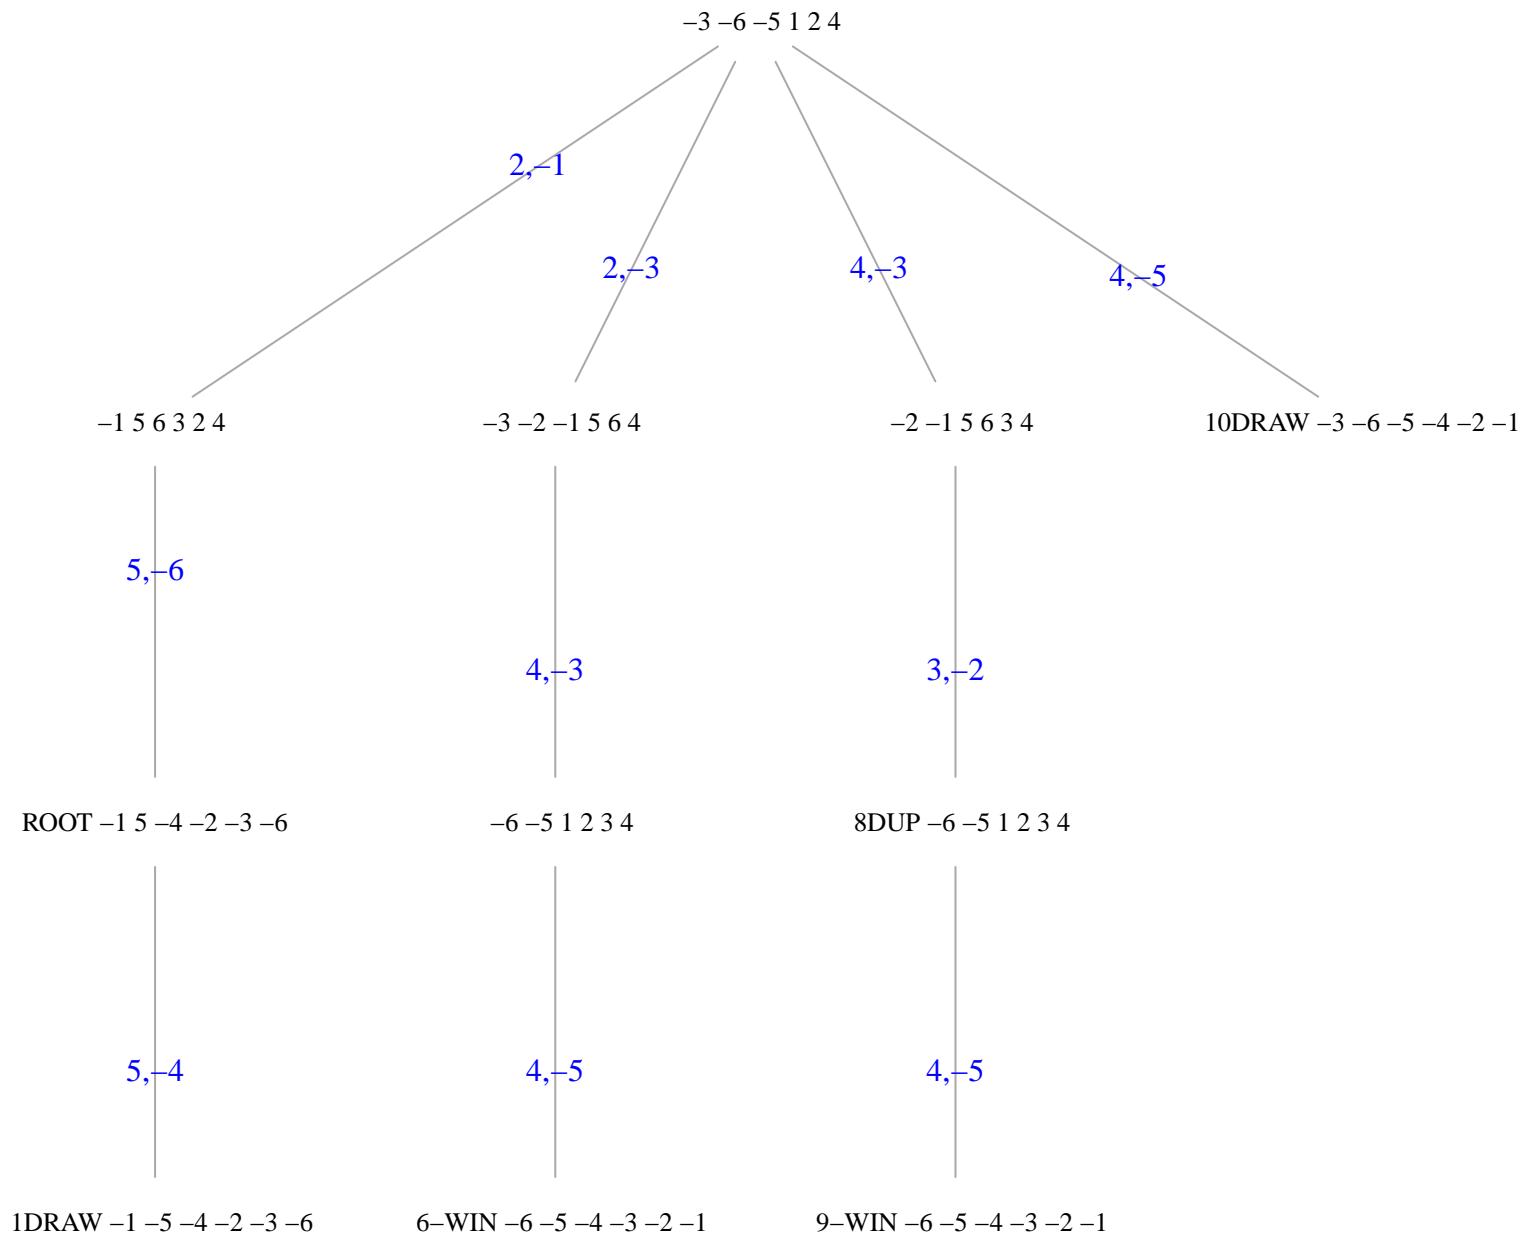 –3 –6 –5 1 2 4
2,–1
2,–3
4,–3
4,–5
–1 5 6 3 2 4
–3 –2 –1 5 6 4
–2 –1 5 6 3 4
10DRAW –3 –6 –5 –4 –2 –1
5,–6
4,–3
3,–2
ROOT –1 5 –4 –2 –3 –6
–6 –5 1 2 3 4
8DUP –6 –5 1 2 3 4
5,–4
4,–5
4,–5
1DRAW –1 –5 –4 –2 –3 –6
6–WIN –6 –5 –4 –3 –2 –1
9–WIN –6 –5 –4 –3 –2 –1